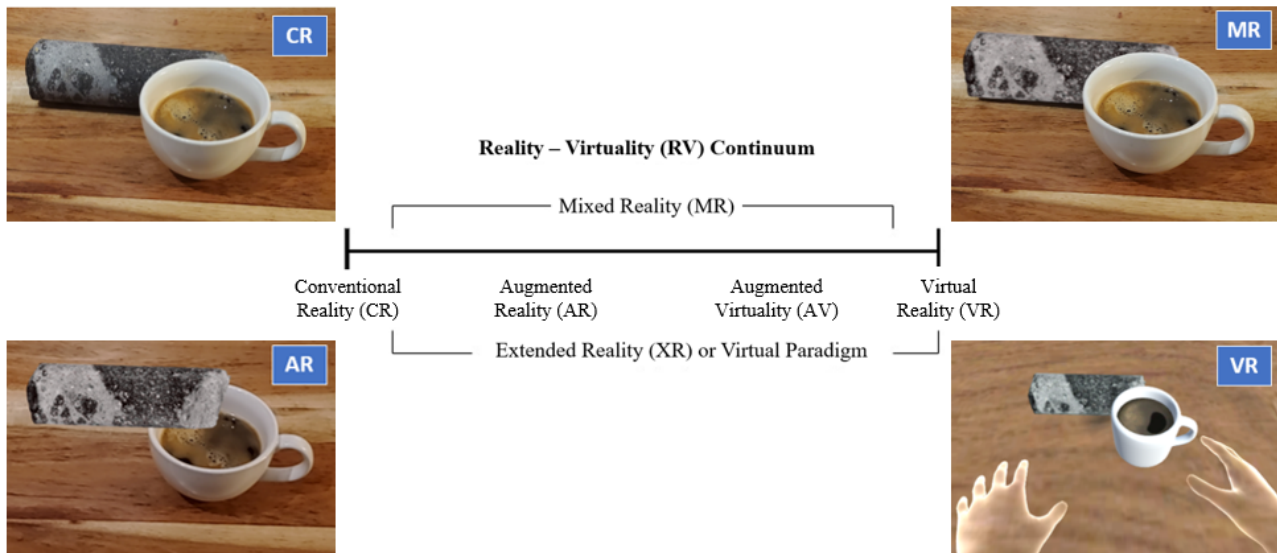 CR
MR
Reality – Virtuality (RV) Continuum
Mixed Reality (MR)
Conventional
Reality (CR)
Augmented
Reality (AR)
Augmented
Virtuality (AV)
Virtual
Reality (VR)
Extended Reality (XR) or Virtual Paradigm
AR
VR